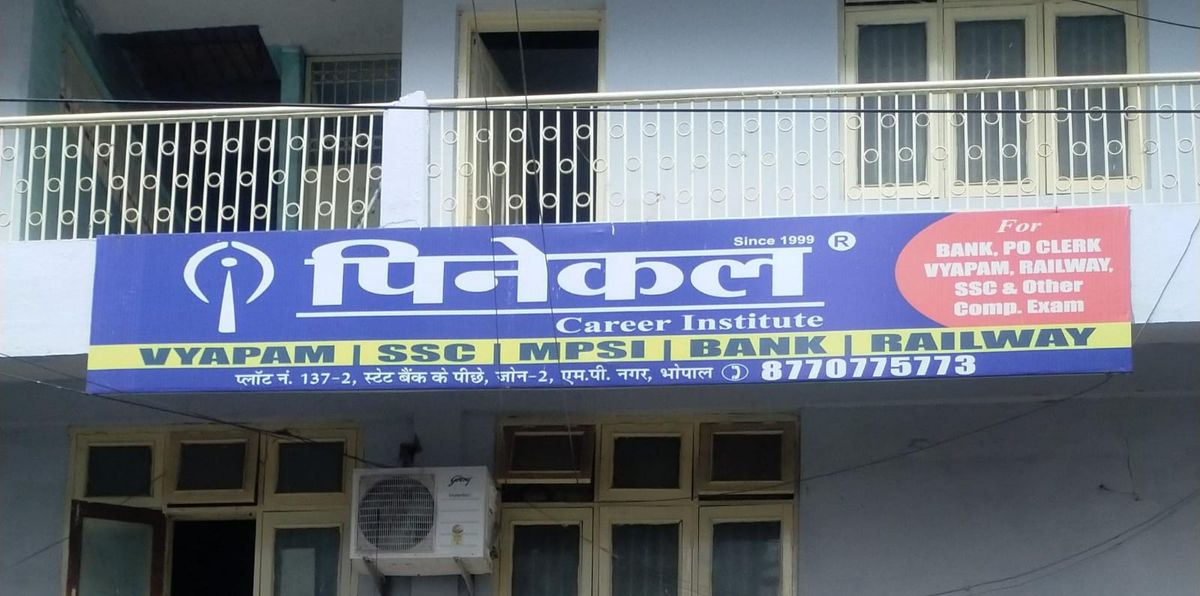 Since 1999 ®
पिनेकल
Career Institute
For
BANK, PO CLERK
VYAPAM, RAILWAY,
SSC & Other
Comp. Exam
VYAPAM | SSC | MPSI | BANK | RAILWAY
प्लॉट नं. 137-2, स्टेट बैंक के पीछे, जोन-2, एम.पी. नगर, भोपाल 8770775773
Godrej